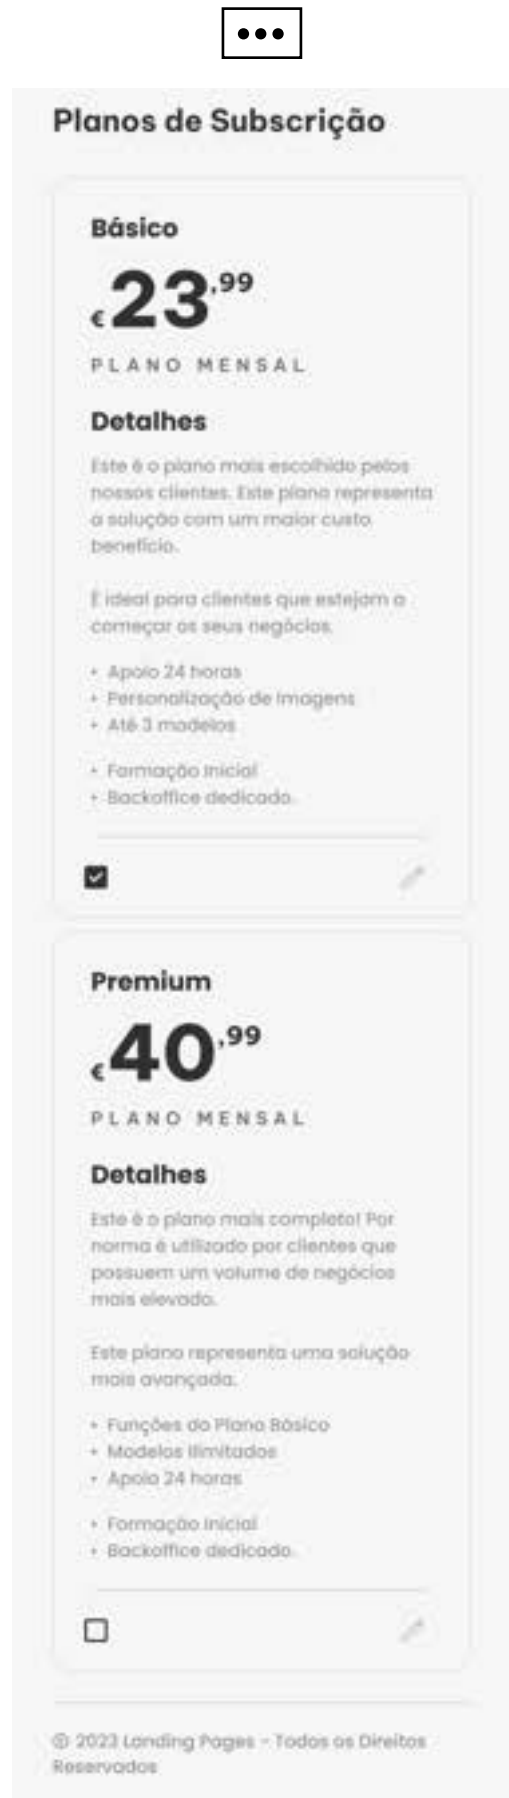 Planos de Subscrição
Básico
€23,99
PLANO MENSAL
Detalhes
Este é o plano mais escolhido pelos
nossos clientes. Este plano representa
a solução com um maior custo
benefício.
É ideal para clientes que estejam a
começar os seus negócios.
• Apoio 24 horas
• Personalização de Imagens
• Até 3 modelos
• Formação Inicial
• Backoffice dedicado.
Premium
€40,99
PLANO MENSAL
Detalhes
Este é o plano mais completo! Por
norma é utilizado por clientes que
possuem um volume de negócios
mais elevado.
Este plano representa uma solução
mais avançada.
• Funções do Plano Básico
• Modelos Ilimitados
• Apoio 24 horas
• Formação Inicial
• Backoffice dedicado.
© 2023 Landing Pages - Todos os Direitos
Reservados